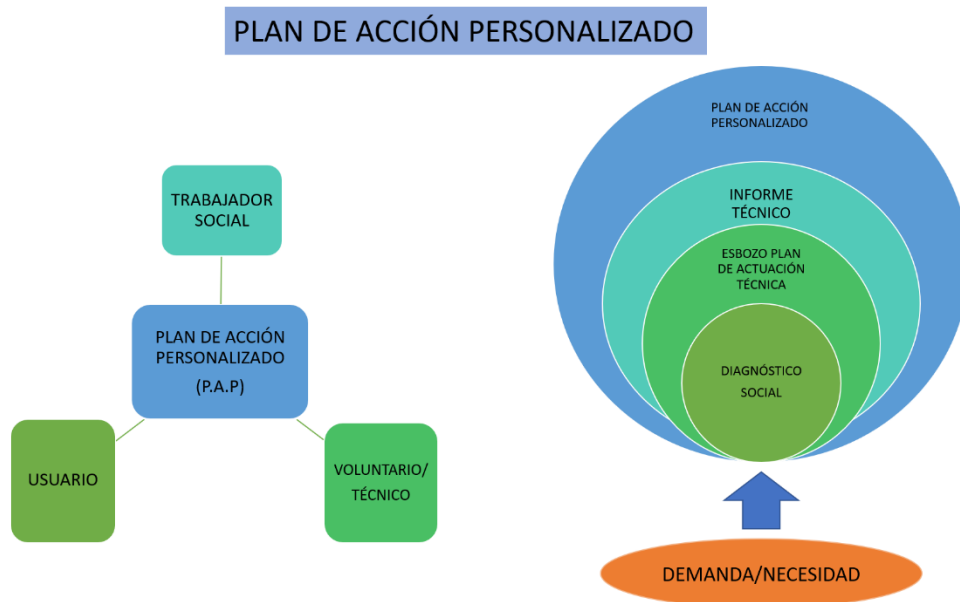 PLAN DE ACCIÓN PERSONALIZADO
TRABAJADOR
SOCIAL
PLAN DE ACCIÓN
PERSONALIZADO
(P.A.P)
USUARIO
VOLUNTARIO/
TÉCNICO
PLAN DE ACCIÓN
PERSONALIZADO
INFORME
TÉCNICO
ESBOZO PLAN
DE ACTUACIÓN
TÉCNICA
DIAGNÓSTICO
SOCIAL
DEMANDA/NECESIDAD